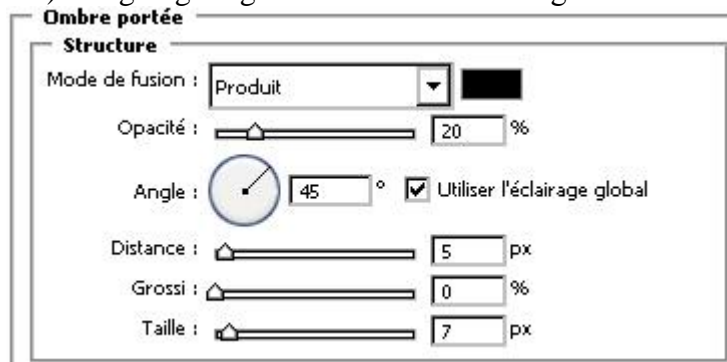 Ombre portée
Structure
Mode de fusion : Produit
Opacité : 20 %
Angle : 45 ° Utiliser l'éclairage global
Distance : 5 px
Grossi : 0 %
Taille : 7 px